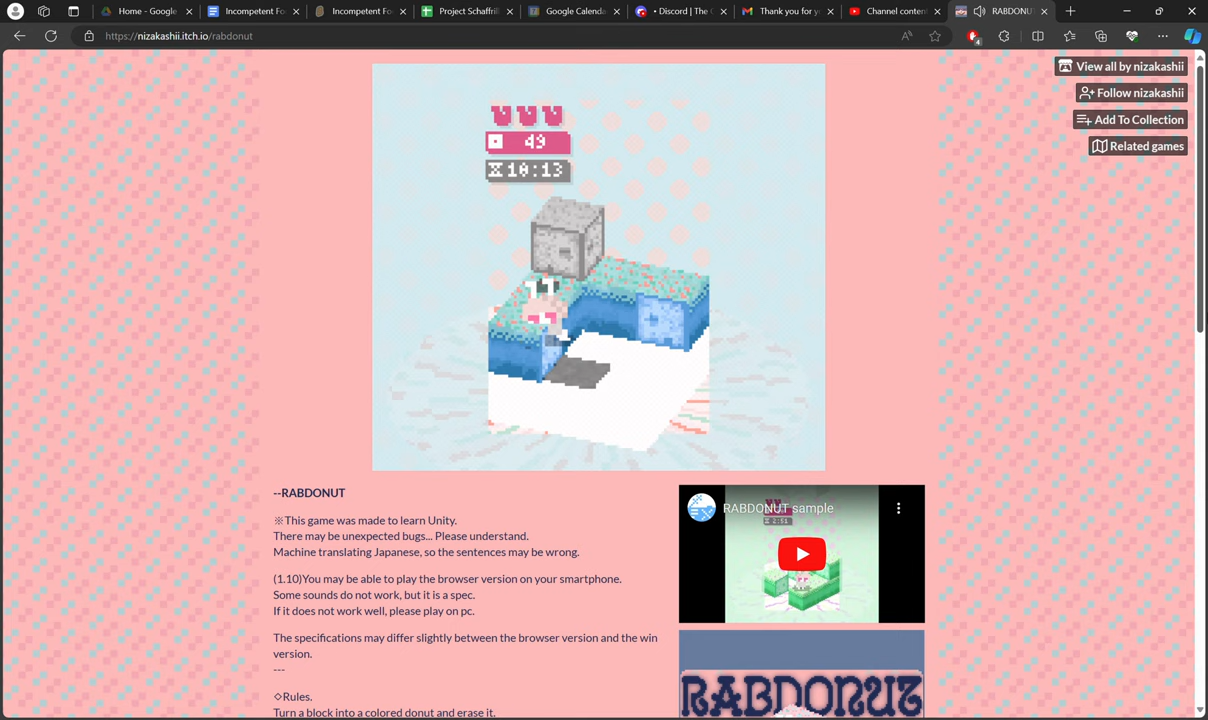 Home - Google
Incompetent Fo
Incompetent Fo
Project Schaffril
Google Calenda
• Discord | The C
Thank you for y
Channel content
RABDONU
https://nizakashii.itch.io/rabdonut
4
View all by nizakashii
Follow nizakashii
Add To Collection
Related games
49
10:13
--RABDONUT
※This game was made to learn Unity.
There may be unexpected bugs... Please understand.
Machine translating Japanese, so the sentences may be wrong.
(1.10)You may be able to play the browser version on your smartphone.
Some sounds do not work, but it is a spec.
If it does not work well, please play on pc.
The specifications may differ slightly between the browser version and the win
version.
---
◇Rules.
Turn a block into a colored donut and erase it.
RABDONUT sample
2:51
RABDONUT